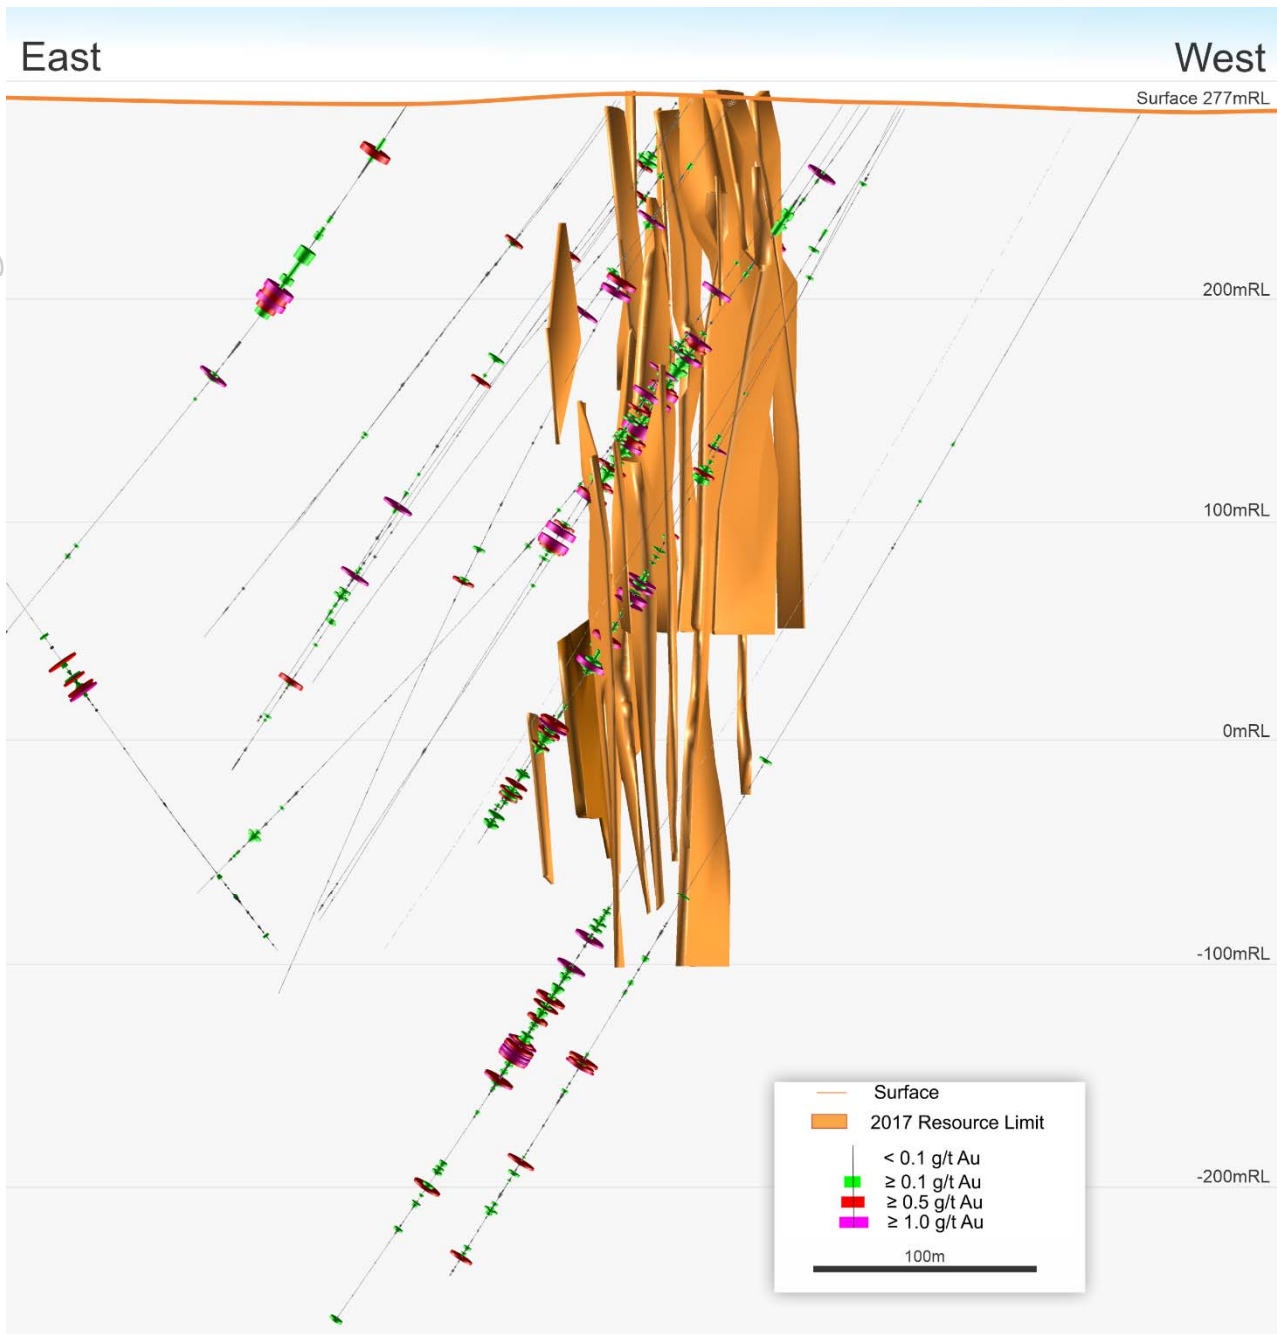 East
West
Surface 277mRL
200mRL
100mRL
0mRL
-100mRL
-200mRL
Surface
2017 Resource Limit
< 0.1 g/t Au
≥ 0.1 g/t Au
≥ 0.5 g/t Au
≥ 1.0 g/t Au
100m